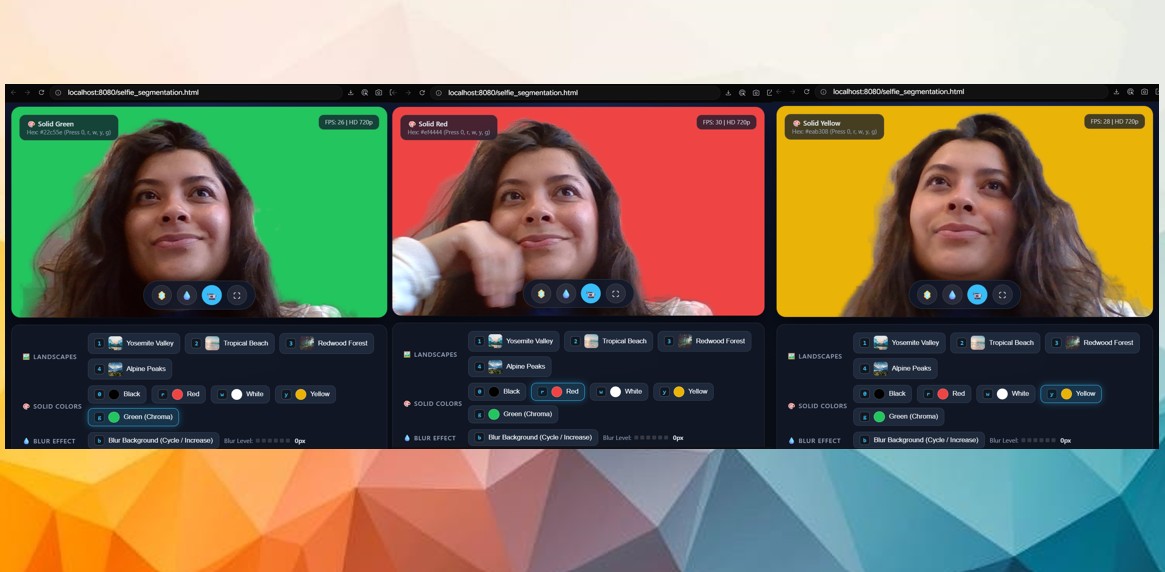 localhost:8080/selfie_segmentation.html
Solid Green
Hex: #22c55e (Press 0, r, w, y, g)
FPS: 26 | HD 720p
LANDSCAPES
1 Yosemite Valley
2 Tropical Beach
3 Redwood Forest
4 Alpine Peaks
SOLID COLORS
0 Black
r Red
w White
y Yellow
g Green (Chroma)
BLUR EFFECT
b Blur Background (Cycle / Increase)
Blur Level:
0px
localhost:8080/selfie_segmentation.html
Solid Red
Hex: #ef4444 (Press 0, r, w, y, g)
FPS: 30 | HD 720p
LANDSCAPES
1 Yosemite Valley
2 Tropical Beach
3 Redwood Forest
4 Alpine Peaks
SOLID COLORS
0 Black
r Red
w White
y Yellow
g Green (Chroma)
BLUR EFFECT
b Blur Background (Cycle / Increase)
Blur Level:
0px
localhost:8080/selfie_segmentation.html
Solid Yellow
Hex: #eab308 (Press 0, r, w, y, g)
FPS: 28 | HD 720p
LANDSCAPES
1 Yosemite Valley
2 Tropical Beach
3 Redwood Forest
4 Alpine Peaks
SOLID COLORS
0 Black
r Red
w White
y Yellow
g Green (Chroma)
BLUR EFFECT
b Blur Background (Cycle / Increase)
Blur Level:
0px